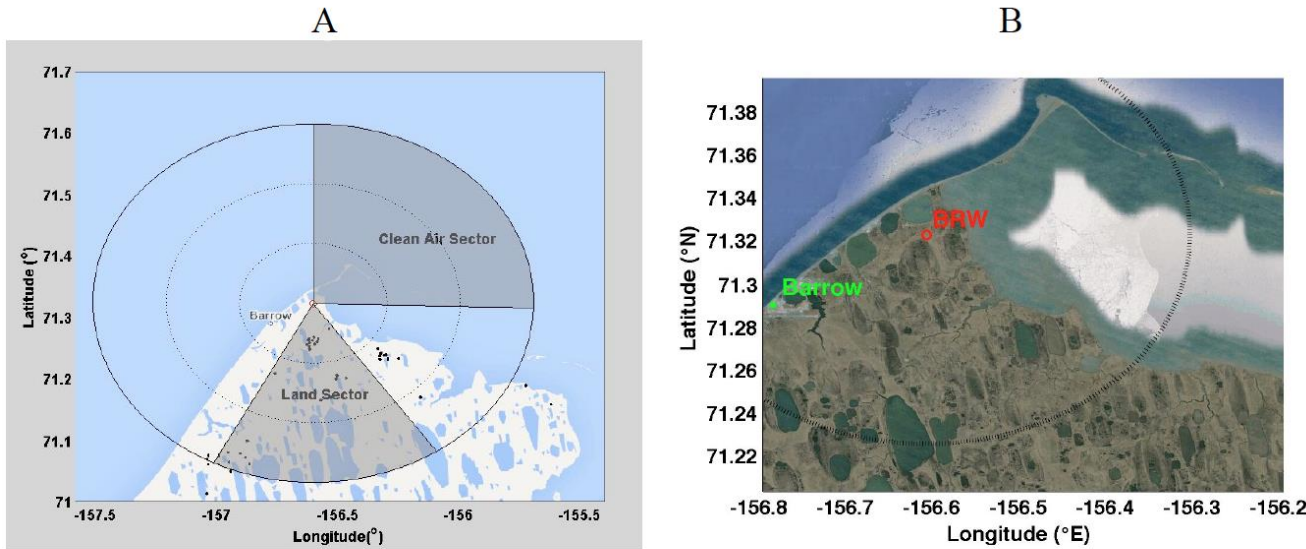 A
71.7
71.6
71.5
71.4
71.3
71.2
71.1
71
Latitude (°)
Clean Air Sector
Barrow
Land Sector
-157.5
-157
-156.5
-156
-155.5
Longitude(°)
B
71.38
71.36
71.34
71.32
71.3
71.28
71.26
71.24
71.22
Latitude (°N)
BRW
Barrow
-156.8
-156.7
-156.6
-156.5
-156.4
-156.3
-156.2
Longitude (°E)